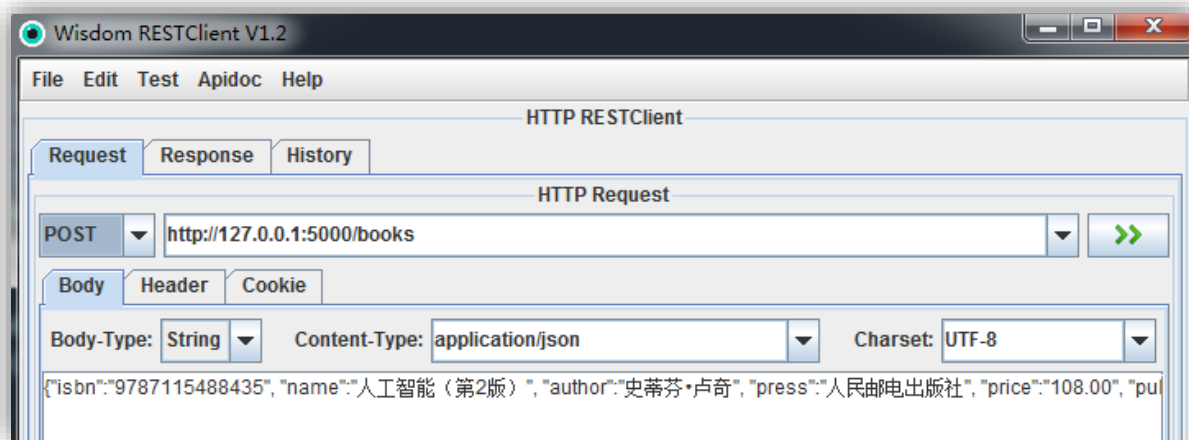 Wisdom RESTClient V1.2
File Edit Test Apidoc Help
HTTP RESTClient
Request Response History
HTTP Request
POST http://127.0.0.1:5000/books
Body Header Cookie
Body-Type: String Content-Type: application/json Charset: UTF-8
{"isbn":"9787115488435", "name":"人工智能（第2版）", "author":"史蒂芬•卢奇", "press":"人民邮电出版社", "price":"108.00", "pul